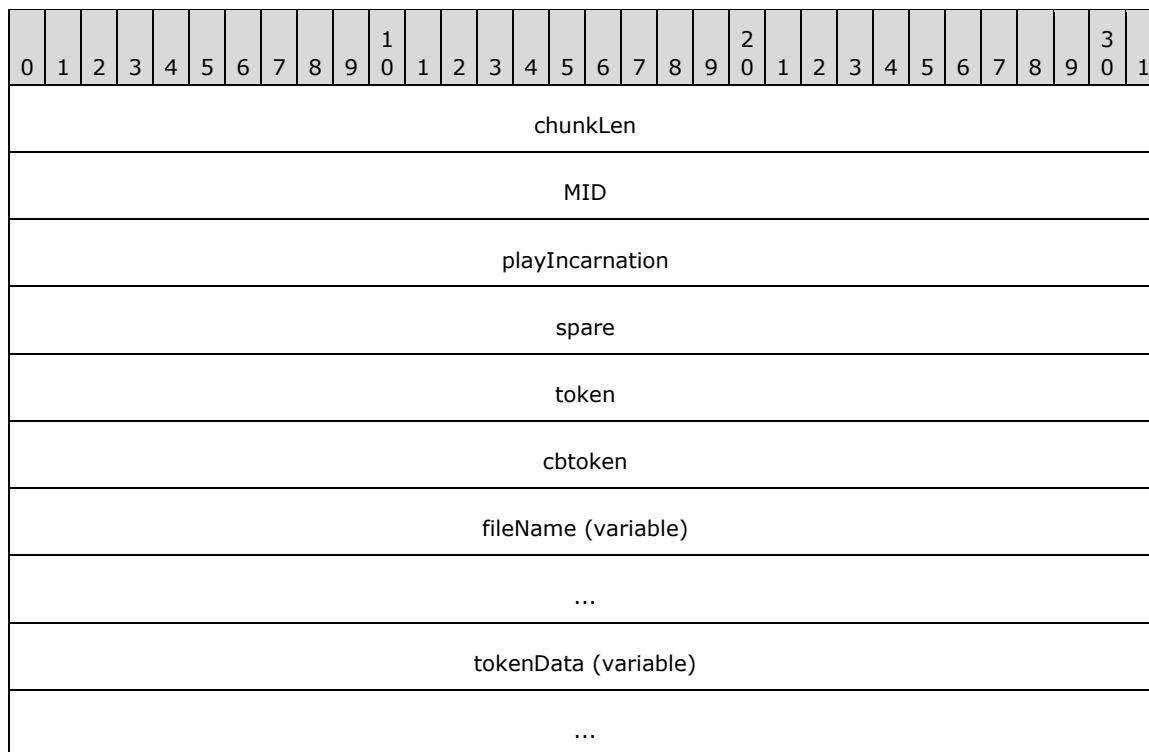 1 2 3
0 1 2 3 4 5 6 7 8 9 0 1 2 3 4 5 6 7 8 9 0 1 2 3 4 5 6 7 8 9 0 1
chunkLen
MID
playIncarnation
spare
token
cbtoken
fileName (variable)
...
tokenData (variable)
...